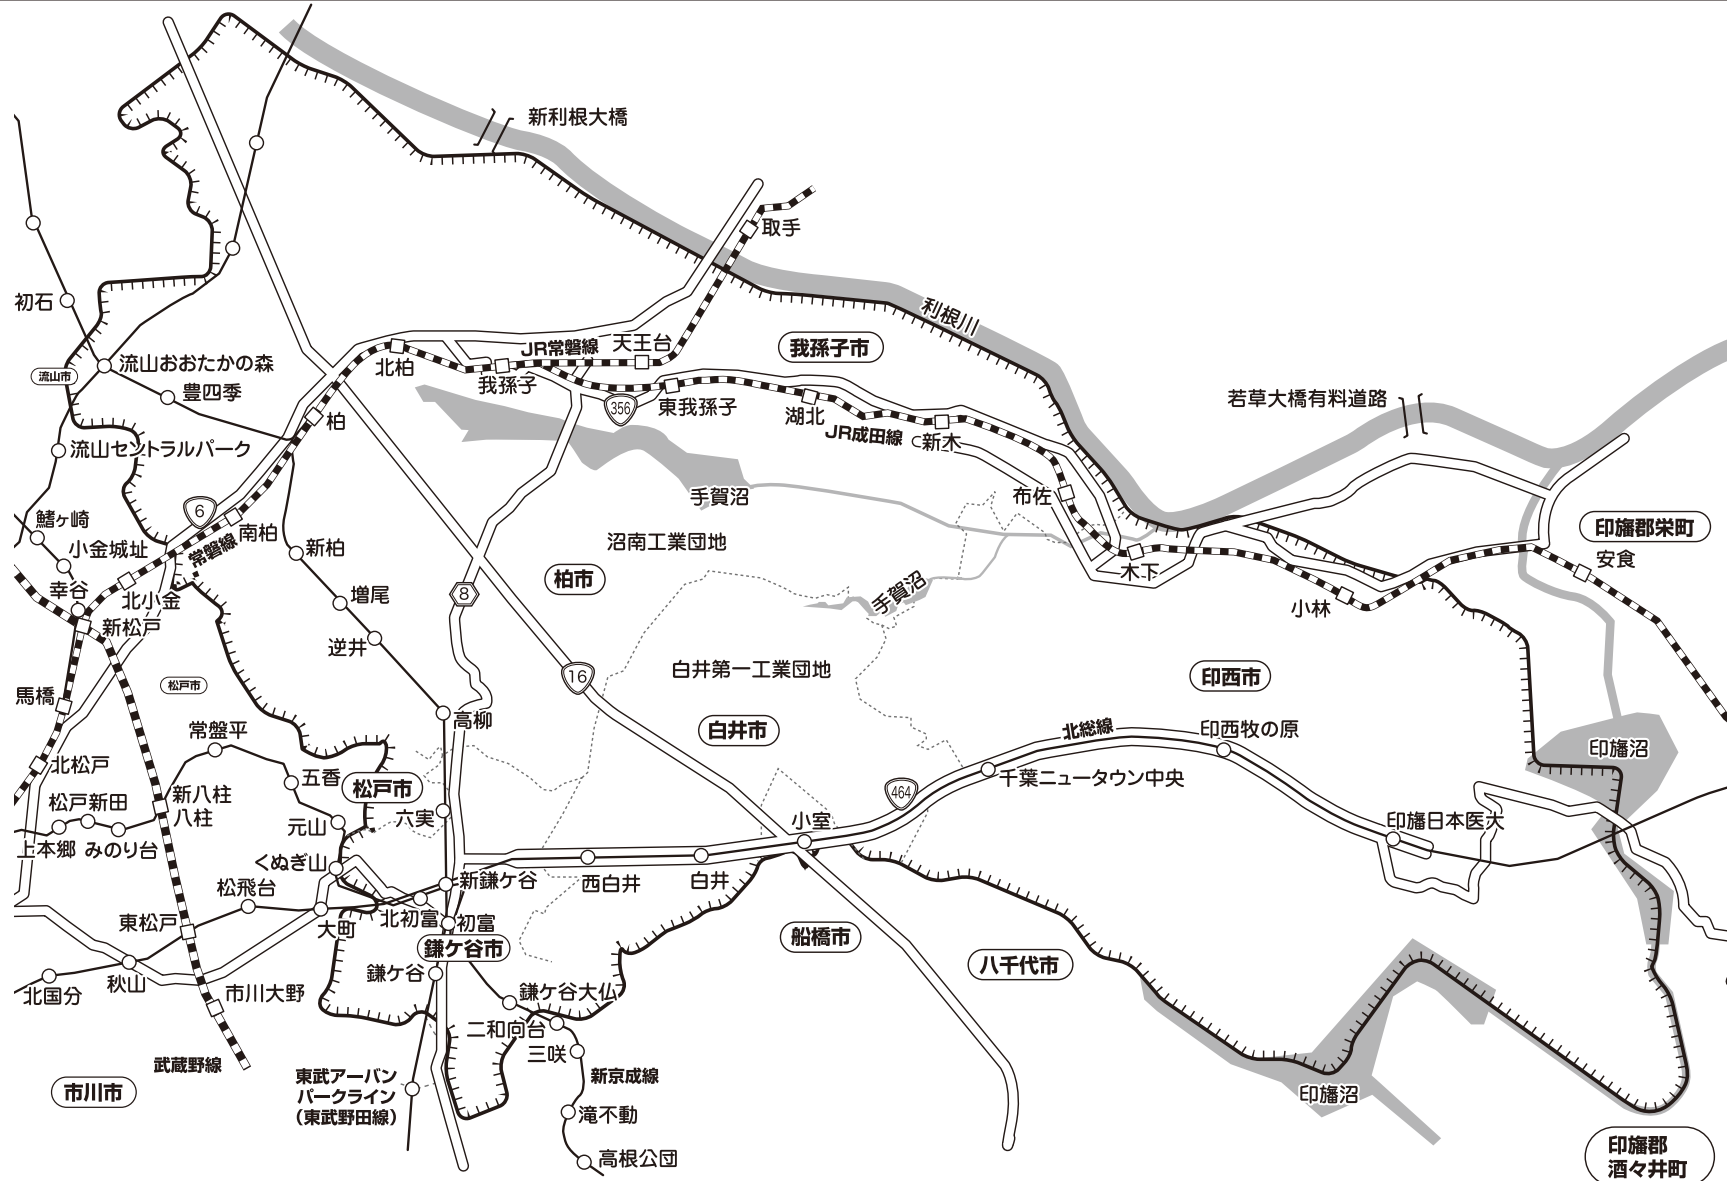 新利根大橋
取手
利根川
初石
流山市
流山おおたかの森
豊四季
流山セントラルパーク
北柏
柏
JR常磐線
天王台
我孫子市
我孫子
356
東我孫子
湖北
JR成田線
新木
若草大橋有料道路
手賀沼
布佐
6
鰭ヶ崎
小金城址
常磐線
南柏
新柏
沼南工業団地
木下
印旛郡栄町
安食
幸谷
北小金
新松戸
増尾
逆井
8
柏市
手賀沼
小林
馬橋
松戸市
16
白井第一工業団地
印西市
高柳
常盤平
白井市
北総線
印西牧の原
印旛沼
北松戸
五香
松戸市
千葉ニュータウン中央
464
松戸新田
新八柱
八柱
元山
六実
小室
印旛日本医大
上本郷
みのり台
くぬぎ山
松飛台
新鎌ケ谷
西白井
白井
東松戸
大町
北初富
初富
鎌ケ谷市
船橋市
八千代市
北国分
秋山
市川大野
鎌ケ谷
鎌ケ谷大仏
二和向台
三咲
武蔵野線
市川市
東武アーバン
パークライン
（東武野田線）
新京成線
滝不動
高根公団
印旛沼
印旛郡
酒々井町